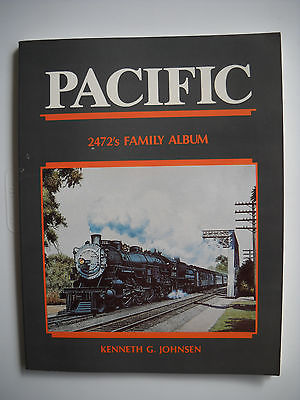 PACIFIC
2472's FAMILY ALBUM
KENNETH G. JOHNSEN